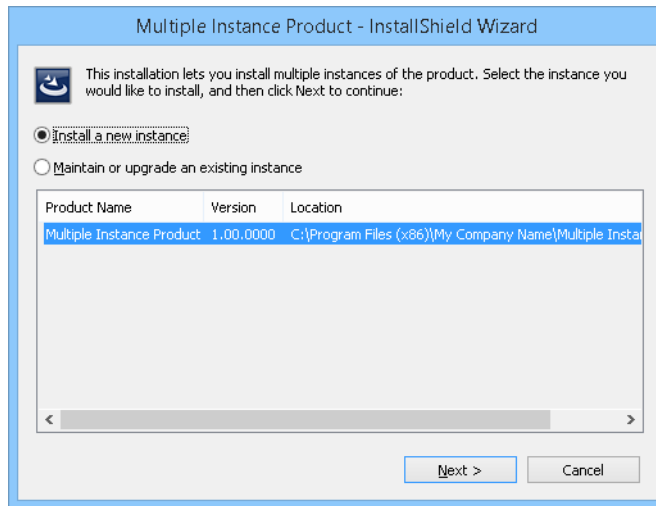 Multiple Instance Product - InstallShield Wizard
This installation lets you install multiple instances of the product. Select the instance you
would like to install, and then click Next to continue:
Install a new instance
Maintain or upgrade an existing instance
Product Name Version Location
Multiple Instance Product 1.00.0000 C:\Program Files (x86)\My Company Name\Multiple Insta
Next > Cancel